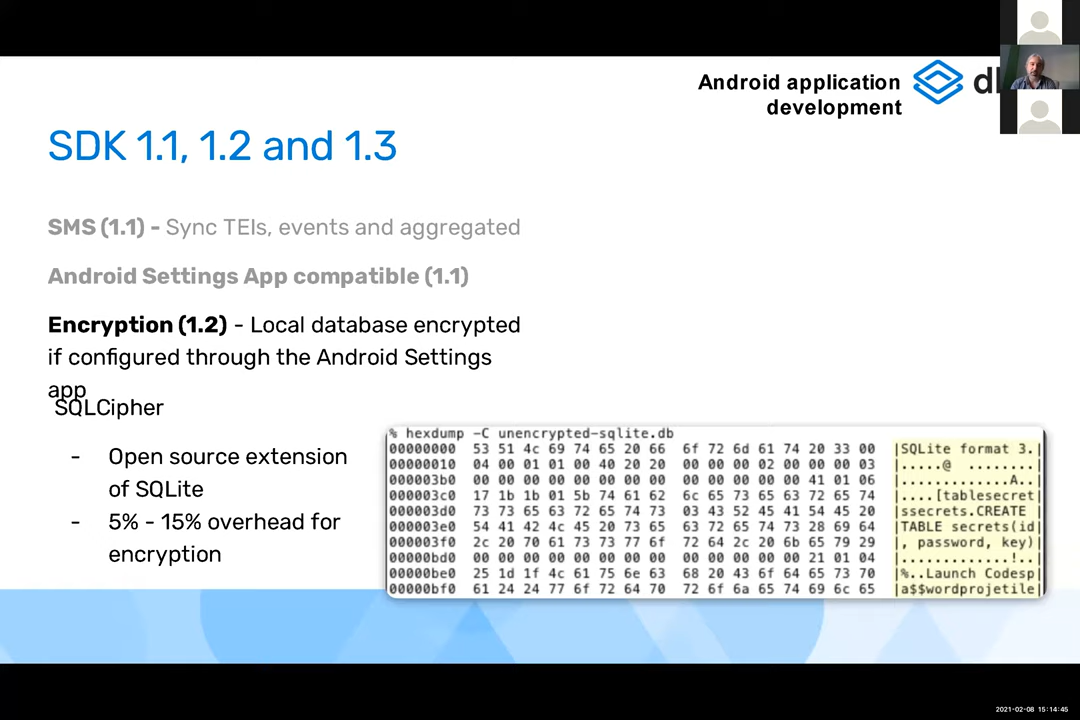 Android application
development
SDK 1.1, 1.2 and 1.3
SMS (1.1) - Sync TEIs, events and aggregated
Android Settings App compatible (1.1)
Encryption (1.2) - Local database encrypted
if configured through the Android Settings
app
SQLCipher
- Open source extension
of SQLite
- 5% - 15% overhead for
encryption
% hexdump -C unencrypted-sqlite.db
00000000 53 51 4c 69 74 65 20 66 6f 72 6d 61 74 20 33 00 |SQLite format 3.|
00000010 04 00 01 01 00 40 20 20 00 00 00 02 00 00 00 03 |.....@ ........|
000003b0 00 00 00 00 00 00 00 00 00 00 00 00 00 41 01 06 |.............A..|
000003c0 17 1b 1b 01 5b 74 61 62 6c 65 73 65 63 72 65 74 |....[tablesecret|
000003d0 73 73 65 63 72 65 74 73 03 43 52 45 41 54 45 20 |ssecrets.CREATE |
000003e0 54 41 42 4c 45 20 73 65 63 72 65 74 73 28 69 64 |TABLE secrets(id|
000003f0 2c 20 70 61 73 73 77 6f 72 64 2c 20 6b 65 79 29 |, password, key)|
00000bd0 00 00 00 00 00 00 00 00 00 00 00 00 00 21 01 04 |.............!..|
00000be0 25 1d 1f 4c 61 75 6e 63 68 20 43 6f 64 65 73 70 |%..Launch Codesp|
00000bf0 61 24 24 77 6f 72 64 70 72 6f 6a 65 74 69 6c 65 |a$$wordprojetile|
2021-02-08 15:14:45